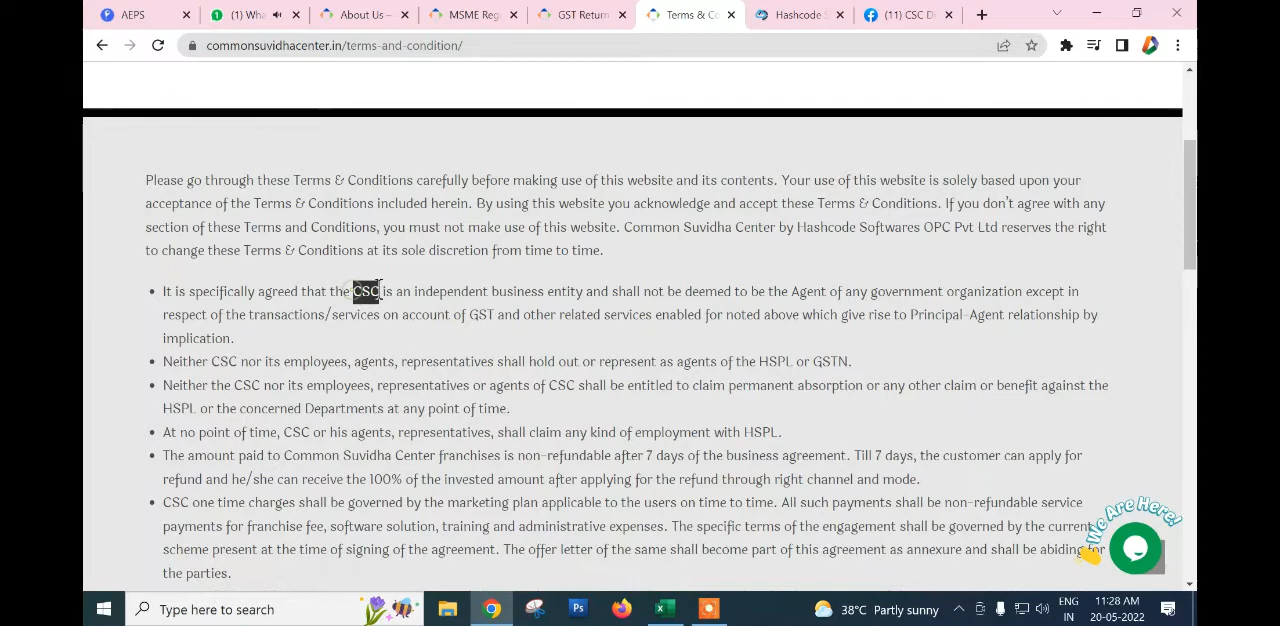 AEPS
(1) Wha
About Us –
MSME Reg
GST Return
Terms & Co
Hashcode S
(11) CSC D
commonsuvidhacenter.in/terms-and-condition/
Please go through these Terms & Conditions carefully before making use of this website and its contents. Your use of this website is solely based upon your
acceptance of the Terms & Conditions included herein. By using this website you acknowledge and accept these Terms & Conditions. If you don't agree with any
section of these Terms and Conditions, you must not make use of this website. Common Suvidha Center by Hashcode Softwares OPC Pvt Ltd reserves the right
to change these Terms & Conditions at its sole discretion from time to time.
• It is specifically agreed that the CSC is an independent business entity and shall not be deemed to be the Agent of any government organization except in
respect of the transactions/services on account of GST and other related services enabled for noted above which give rise to Principal-Agent relationship by
implication.
• Neither CSC nor its employees, agents, representatives shall hold out or represent as agents of the HSPL or GSTN.
• Neither the CSC nor its employees, representatives or agents of CSC shall be entitled to claim permanent absorption or any other claim or benefit against the
HSPL or the concerned Departments at any point of time.
• At no point of time, CSC or his agents, representatives, shall claim any kind of employment with HSPL.
• The amount paid to Common Suvidha Center franchises is non-refundable after 7 days of the business agreement. Till 7 days, the customer can apply for
refund and he/she can receive the 100% of the invested amount after applying for the refund through right channel and mode.
• CSC one time charges shall be governed by the marketing plan applicable to the users on time to time. All such payments shall be non-refundable service
payments for franchise fee, software solution, training and administrative expenses. The specific terms of the engagement shall be governed by the current
scheme present at the time of signing of the agreement. The offer letter of the same shall become part of this agreement as annexure and shall be abiding for
the parties.
We Are Here!
Type here to search
Ps
38°C Partly sunny
ENG
IN
11:28 AM
20-05-2022